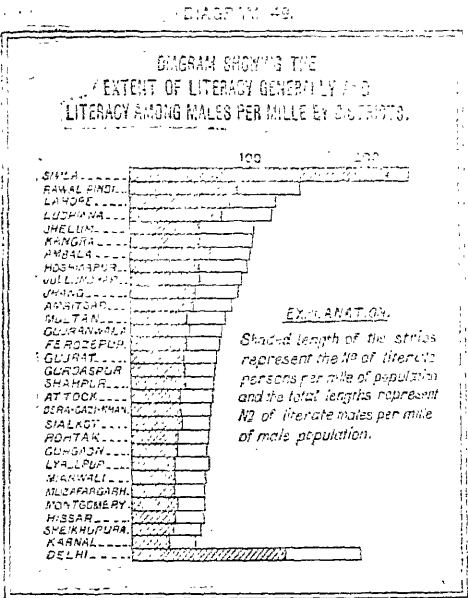 DIAGRAM 49.
DIAGRAM SHOWING THE
EXTENT OF LITERACY GENERALLY AND
LITERACY AMONG MALES PER MILLE BY DISTRICTS.
100 200
SIMLA
RAWALPINDI
LAHORE
LUDHIANA
JHELUM
KANGRA
AMBALA
HOSHIARPUR
JULLUNDUR
JHANG
AMRITSAR
MULTAN
GUJRANWALA
FEROZEPUR
GUJRAT
GURDASPUR
SHAHPUR
ATTOCK
DERA-GHAZI-KHAN
SIALKOT
ROHTAK
GURGAON
LYALLPUR
MIANWALI
MUZAFARGARH
MONTGOMERY
HISSAR
SHEIKHUPURA
KARNAL
DELHI
EXPLANATION.
Shaded length of the strips
represent the No of literate
persons per mille of population
and the total lengths represent
No of literate males per mille
of male population.